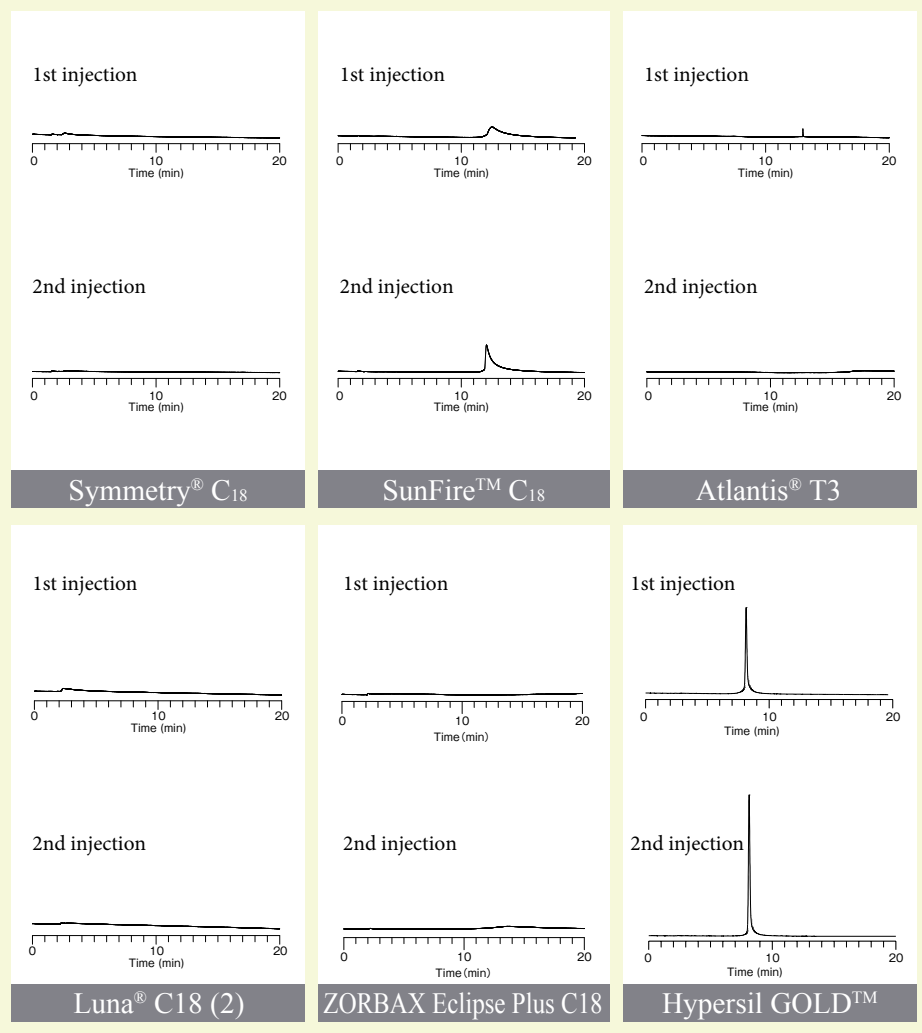 1st injection
0 10 20
Time (min)
2nd injection
0 10 20
Time (min)
Symmetry® C₁₈
1st injection
0 10 20
Time (min)
2nd injection
0 10 20
Time (min)
SunFire™ C₁₈
1st injection
0 10 20
Time (min)
2nd injection
0 10 20
Time (min)
Atlantis® T3
1st injection
0 10 20
Time (min)
2nd injection
0 10 20
Time (min)
Luna® C18 (2)
1st injection
0 10 20
Time(min)
2nd injection
0 10 20
Time(min)
ZORBAX Eclipse Plus C18
1st injection
0 10 20
Time (min)
2nd injection
0 10 20
Time (min)
Hypersil GOLD™